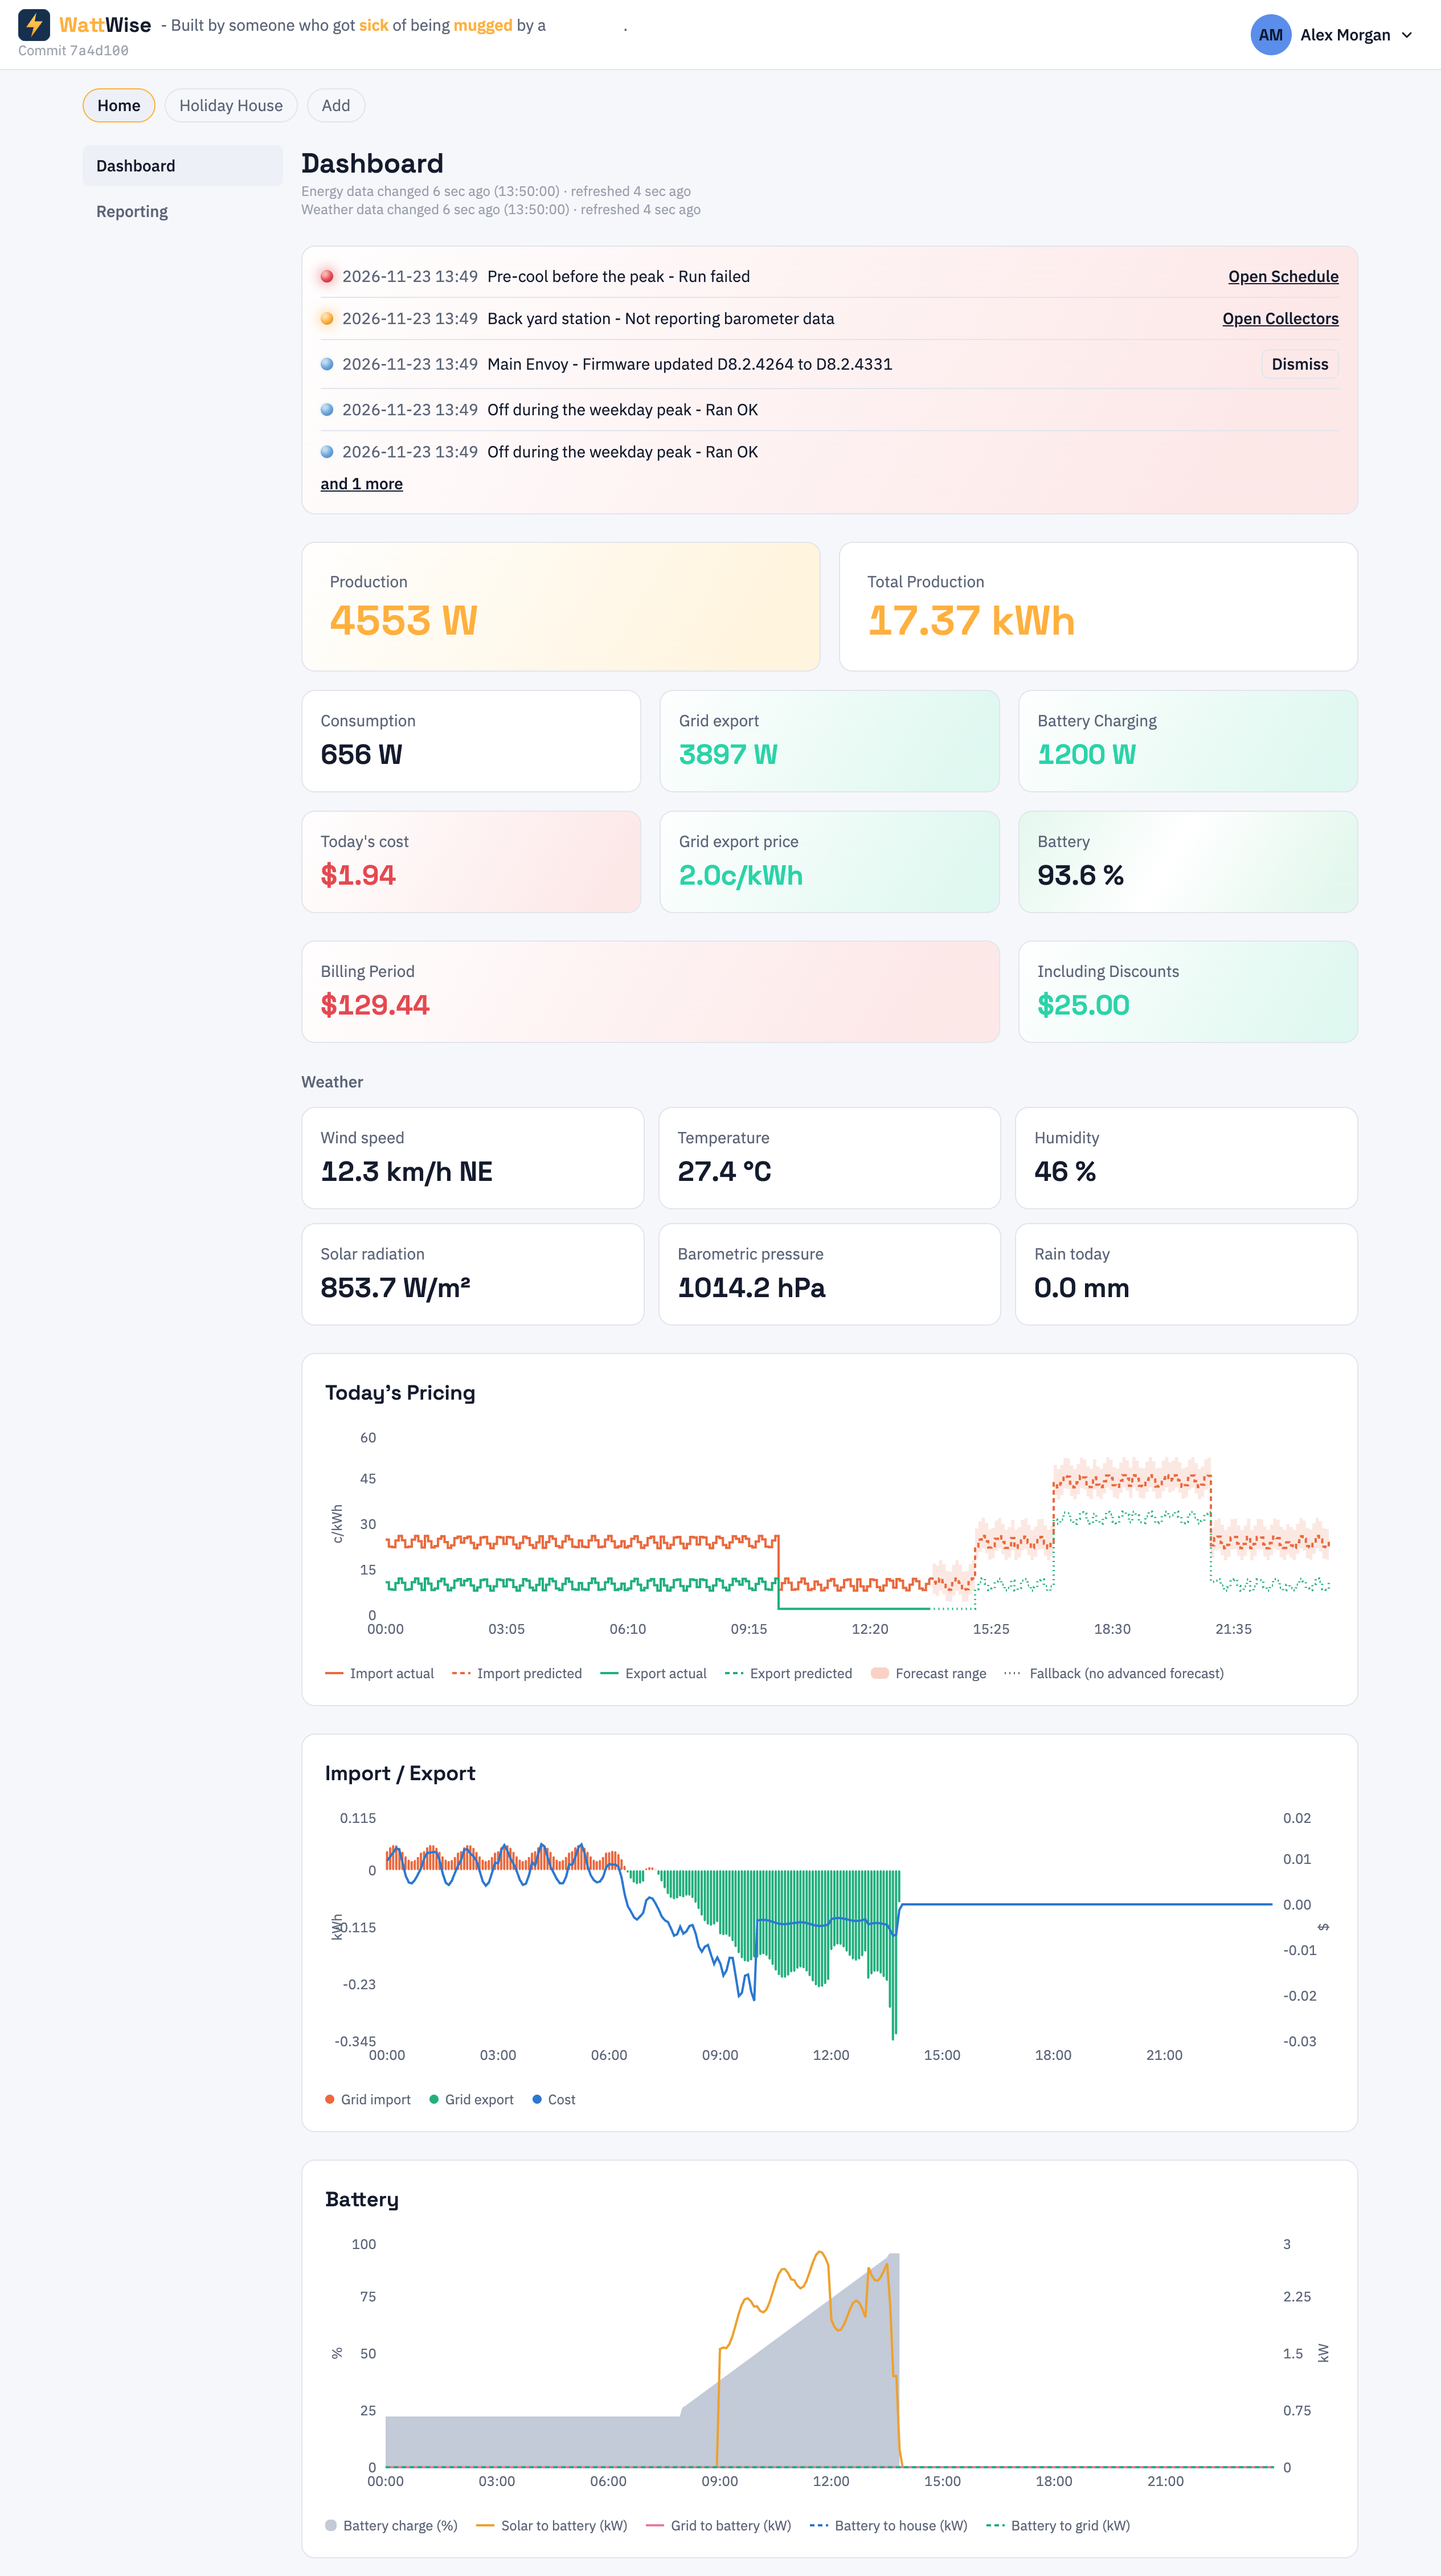 WattWise - Built by someone who got sick of being mugged by a .
Commit 7a4d100
AM Alex Morgan
Home Holiday House Add
Dashboard
Reporting
Dashboard
Energy data changed 6 sec ago (13:50:00) · refreshed 4 sec ago
Weather data changed 6 sec ago (13:50:00) · refreshed 4 sec ago
2026-11-23 13:49 Pre-cool before the peak - Run failed Open Schedule
2026-11-23 13:49 Back yard station - Not reporting barometer data Open Collectors
2026-11-23 13:49 Main Envoy - Firmware updated D8.2.4264 to D8.2.4331 Dismiss
2026-11-23 13:49 Off during the weekday peak - Ran OK
2026-11-23 13:49 Off during the weekday peak - Ran OK
and 1 more
Production Total Production
4553 W 17.37 kWh
Consumption Grid export Battery Charging
656 W 3897 W 1200 W
Today's cost Grid export price Battery
$1.94 2.0c/kWh 93.6 %
Billing Period Including Discounts
$129.44 $25.00
Weather
Wind speed Temperature Humidity
12.3 km/h NE 27.4 °C 46 %
Solar radiation Barometric pressure Rain today
853.7 W/m² 1014.2 hPa 0.0 mm
Today's Pricing
60
45
c/kWh
30
15
0
00:00 03:05 06:10 09:15 12:20 15:25 18:30 21:35
Import actual Import predicted Export actual Export predicted Forecast range Fallback (no advanced forecast)
Import / Export
0.115 0.02
0 0.01
0.00
kWh -0.115 $
-0.01
-0.23 -0.02
-0.345 -0.03
00:00 03:00 06:00 09:00 12:00 15:00 18:00 21:00
Grid import Grid export Cost
Battery
100 3
75 2.25
% 50 1.5 kW
25 0.75
0 0
00:00 03:00 06:00 09:00 12:00 15:00 18:00 21:00
Battery charge (%) Solar to battery (kW) Grid to battery (kW) Battery to house (kW) Battery to grid (kW)